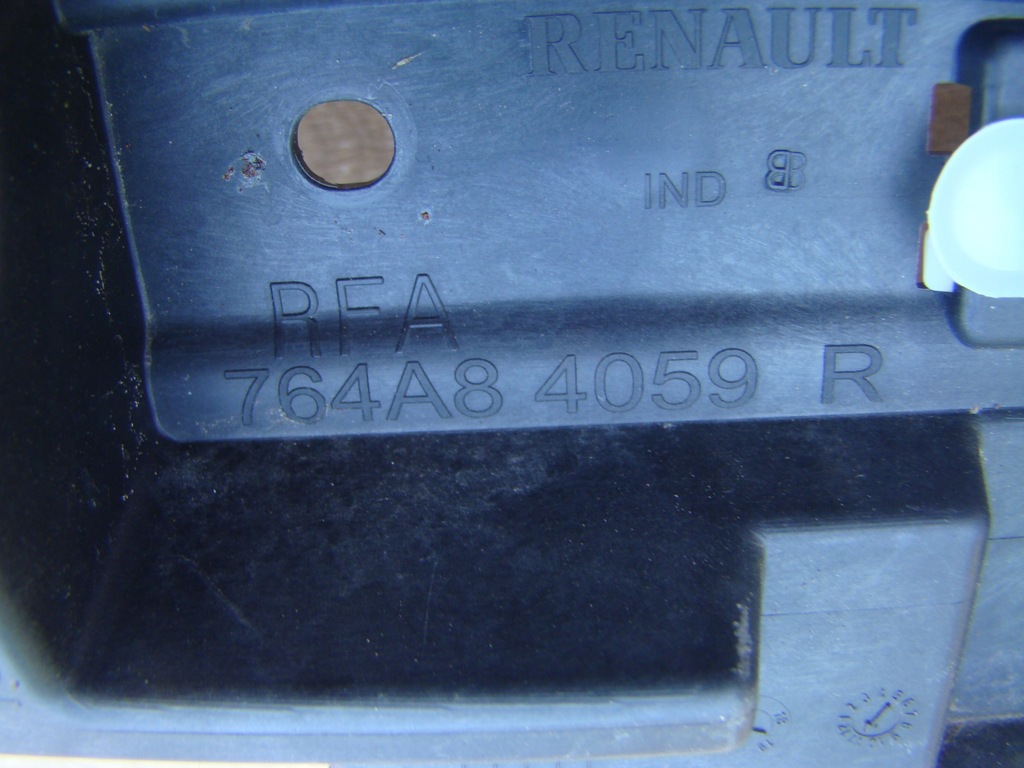 RENAULT
IND
RFA
764A8 4059 R